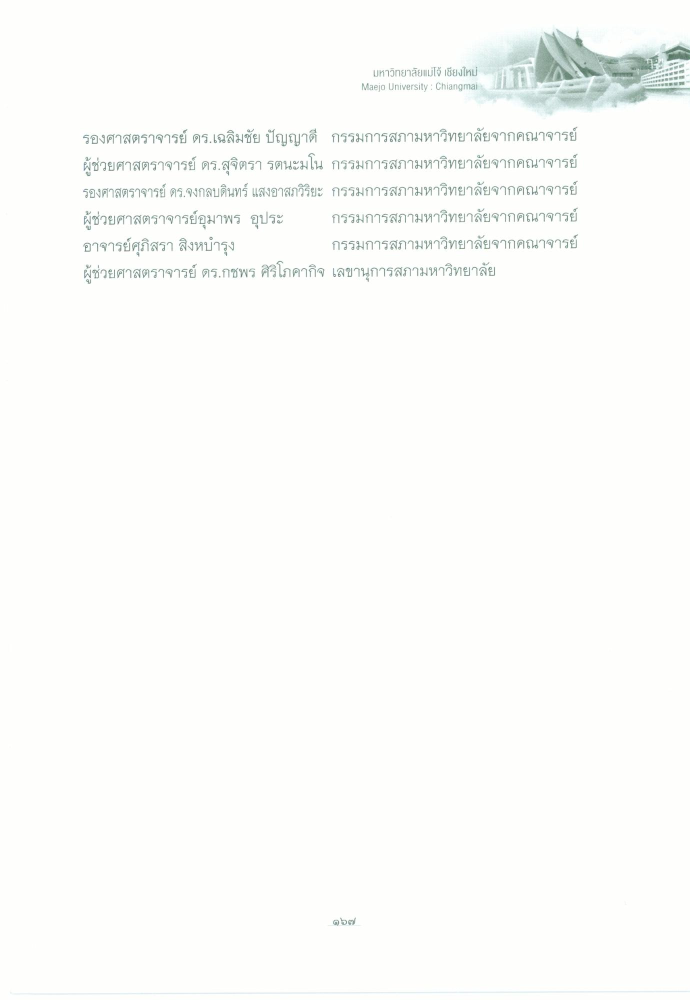 มหาวิทยาลัยแม่โจ้ เชียงใหม่
Maejo University : Chiangmai
รองศาสตราจารย์ ดร.เฉลิมชัย ปัญญาดี กรรมการสภามหาวิทยาลัยจากคณาจารย์
ผู้ช่วยศาสตราจารย์ ดร.สุจิตรา รตนะมโน กรรมการสภามหาวิทยาลัยจากคณาจารย์
รองศาสตราจารย์ ดร.จงกลบดินทร์ แสงอาสภวิริยะ กรรมการสภามหาวิทยาลัยจากคณาจารย์
ผู้ช่วยศาสตราจารย์อุมาพร อุประ กรรมการสภามหาวิทยาลัยจากคณาจารย์
อาจารย์ศุภิสรา สิงหบำรุง กรรมการสภามหาวิทยาลัยจากคณาจารย์
ผู้ช่วยศาสตราจารย์ ดร.กชพร ศิริโภคากิจ เลขานุการสภามหาวิทยาลัย
๑๖๗